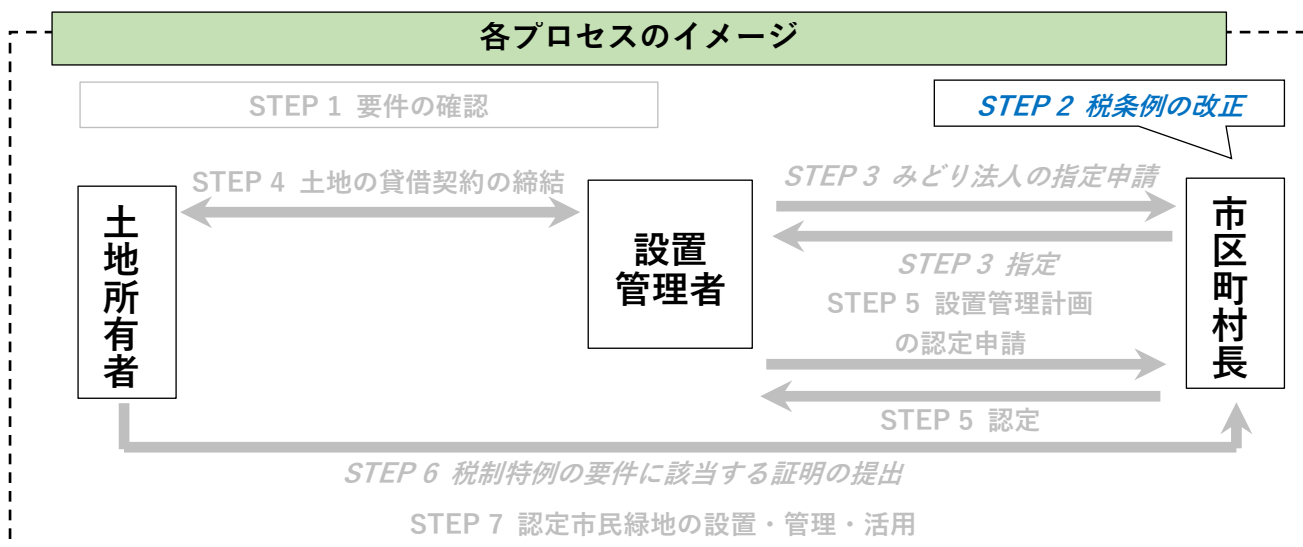 各プロセスのイメージ
STEP 1 要件の確認
STEP 2 税条例の改正
STEP 4 土地の貸借契約の締結
STEP 3 みどり法人の指定申請
土地所有者
設置
管理者
市区町村長
STEP 3 指定
STEP 5 設置管理計画
の認定申請
STEP 5 認定
STEP 6 税制特例の要件に該当する証明の提出
STEP 7 認定市民緑地の設置・管理・活用